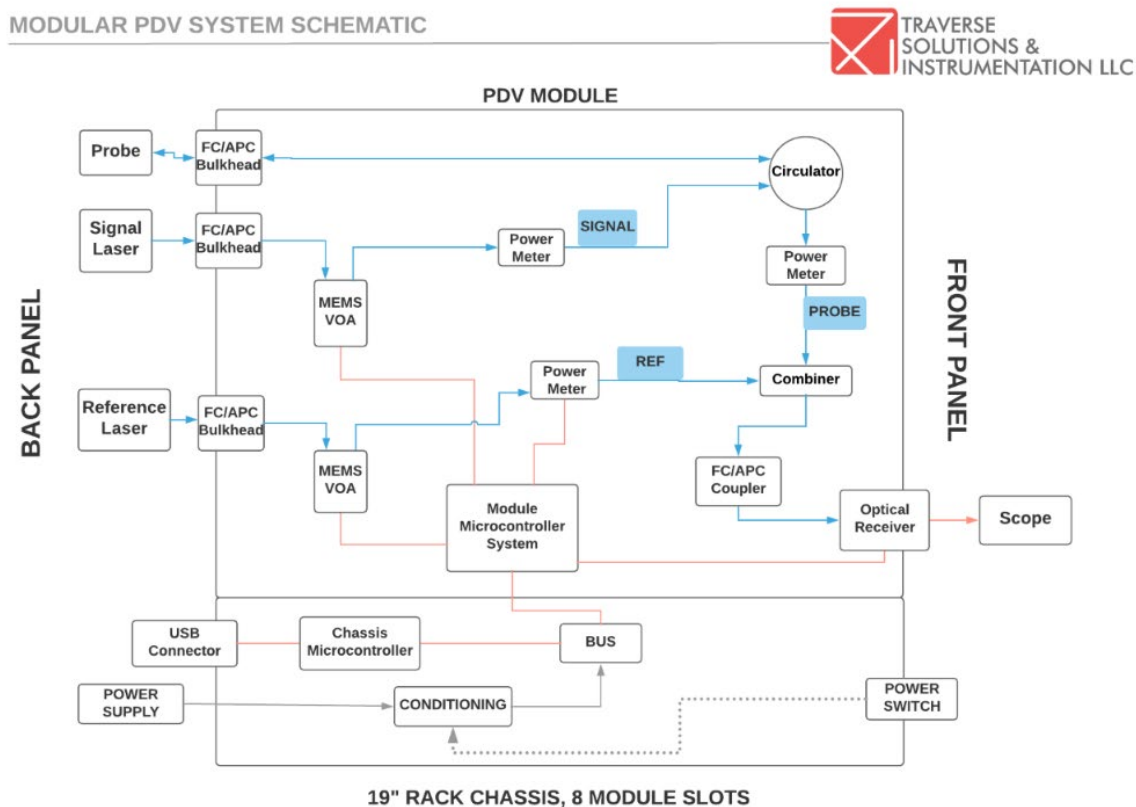 MODULAR PDV SYSTEM SCHEMATIC
TRAVERSE
SOLUTIONS &
INSTRUMENTATION LLC
PDV MODULE
Probe
FC/APC
Bulkhead
Circulator
Signal
Laser
FC/APC
Bulkhead
Power
Meter
SIGNAL
Power
Meter
MEMS
VOA
PROBE
BACK PANEL
FRONT PANEL
Reference
Laser
FC/APC
Bulkhead
Power
Meter
REF
Combiner
MEMS
VOA
FC/APC
Coupler
Module
Microcontroller
System
Optical
Receiver
Scope
USB
Connector
Chassis
Microcontroller
BUS
POWER
SUPPLY
CONDITIONING
POWER
SWITCH
19" RACK CHASSIS, 8 MODULE SLOTS